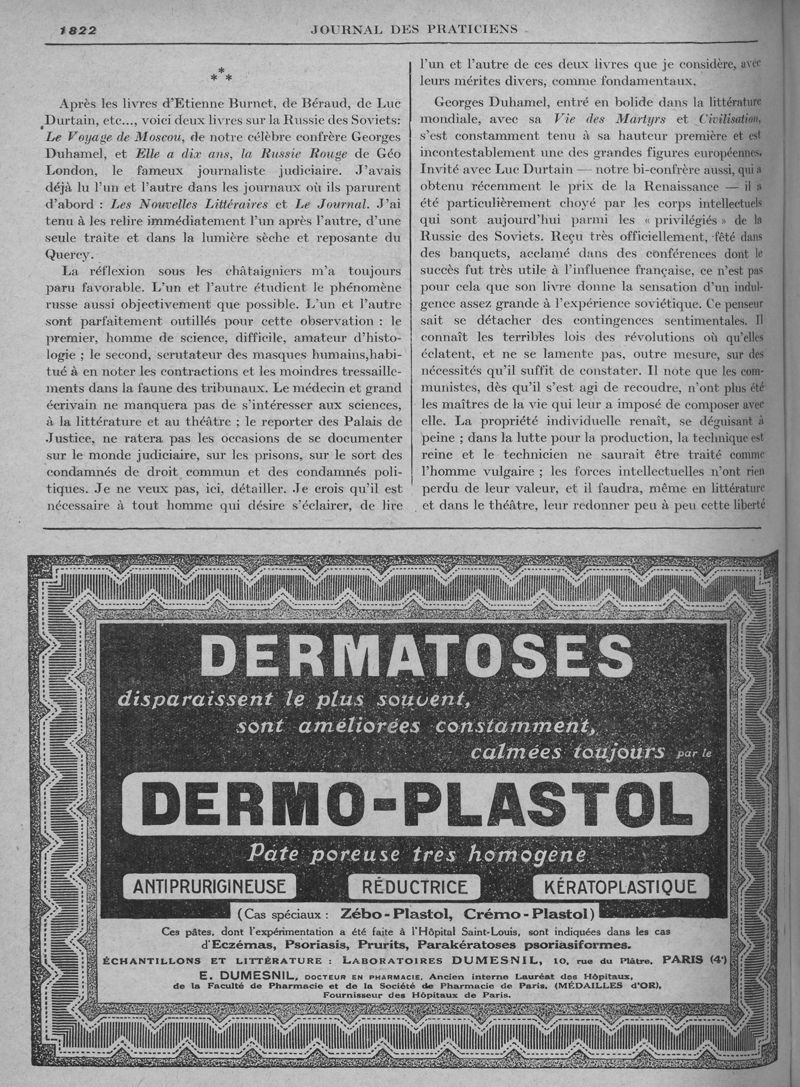 1822
JOURNAL DES PRATICIENS
*
* *
Après les livres d'Etienne Burnet, de Béraud, de Luc
Durtain, etc..., voici deux livres sur la Russie des Soviets:
Le Voyage de Moscou, de notre célèbre confrère Georges
Duhamel, et Elle a dix ans, la Russie Rouge de Géo
London, le fameux journaliste judiciaire. J'avais
déjà lu l'un et l'autre dans les journaux où ils parurent
d'abord : Les Nouvelles Littéraires et Le Journal. J'ai
tenu à les relire immédiatement l'un après l'autre, d'une
seule traite et dans la lumière sèche et reposante du
Quercy.
La réflexion sous les châtaigniers m'a toujours
paru favorable. L'un et l'autre étudient le phénomène
russe aussi objectivement que possible. L'un et l'autre
sont parfaitement outillés pour cette observation : le
premier, homme de science, difficile, amateur d'histo-
logie ; le second, scrutateur des masques humains,habi-
tué à en noter les contractions et les moindres tressaille-
ments dans la faune des tribunaux. Le médecin et grand
écrivain ne manquera pas de s'intéresser aux sciences,
à la littérature et au théâtre ; le reporter des Palais de
Justice, ne ratera pas les occasions de se documenter
sur le monde judiciaire, sur les prisons, sur le sort des
condamnés de droit commun et des condamnés poli-
tiques. Je ne veux pas, ici, détailler. Je crois qu'il est
nécessaire à tout homme qui désire s'éclairer, de lire
l'un et l'autre de ces deux livres que je considère, avec
leurs mérites divers, comme fondamentaux.
Georges Duhamel, entré en bolide dans la littérature
mondiale, avec sa Vie des Martyrs et Civilisation,
s'est constamment tenu à sa hauteur première et est
incontestablement une des grandes figures européennes.
Invité avec Luc Durtain — notre bi-confrère aussi, qui a
obtenu récemment le prix de la Renaissance — il a
été particulièrement choyé par les corps intellectuels
qui sont aujourd'hui parmi les « privilégiés » de la
Russie des Soviets. Reçu très officiellement, fêté dans
des banquets, acclamé dans des conférences dont le
succès fut très utile à l'influence française, ce n'est pas
pour cela que son livre donne la sensation d'un indul-
gence assez grande à l'expérience soviétique. Ce penseur
sait se détacher des contingences sentimentales. Il
connaît les terribles lois des révolutions où qu'elles
éclatent, et ne se lamente pas, outre mesure, sur des
nécessités qu'il suffit de constater. Il note que les com-
munistes, dès qu'il s'est agi de recoudre, n'ont plus été
les maîtres de la vie qui leur a imposé de composer avec
elle. La propriété individuelle renaît, se déguisant à
peine ; dans la lutte pour la production, la technique est
reine et le technicien ne saurait être traité comme
l'homme vulgaire ; les forces intellectuelles n'ont rien
perdu de leur valeur, et il faudra, même en littérature
et dans le théâtre, leur redonner peu à peu cette liberté
DERMATOSES
disparaissent le plus souvent,
sont améliorées constamment,
calmées toujours par le
DERMO-PLASTOL
Pâte poreuse très homogène
ANTIPRURIGINEUSE
RÉDUCTRICE
KÉRATOPLASTIQUE
(Cas spéciaux : Zébo-Plastol, Crémo-Plastol)
Ces pâtes, dont l'expérimentation a été faite à l'Hôpital Saint-Louis, sont indiquées dans les cas
d'Eczémas, Psoriasis, Prurits, Parakératoses psoriasiformes.
ÉCHANTILLONS ET LITTÉRATURE : LABORATOIRES DUMESNIL, 10, rue du Plâtre, PARIS (4e)
E. DUMESNIL, DOCTEUR EN PHARMACIE, Ancien interne Lauréat des Hôpitaux,
de la Faculté de Pharmacie et de la Société de Pharmacie de Paris, (MÉDAILLES d'OR),
Fournisseur des Hôpitaux de Paris.